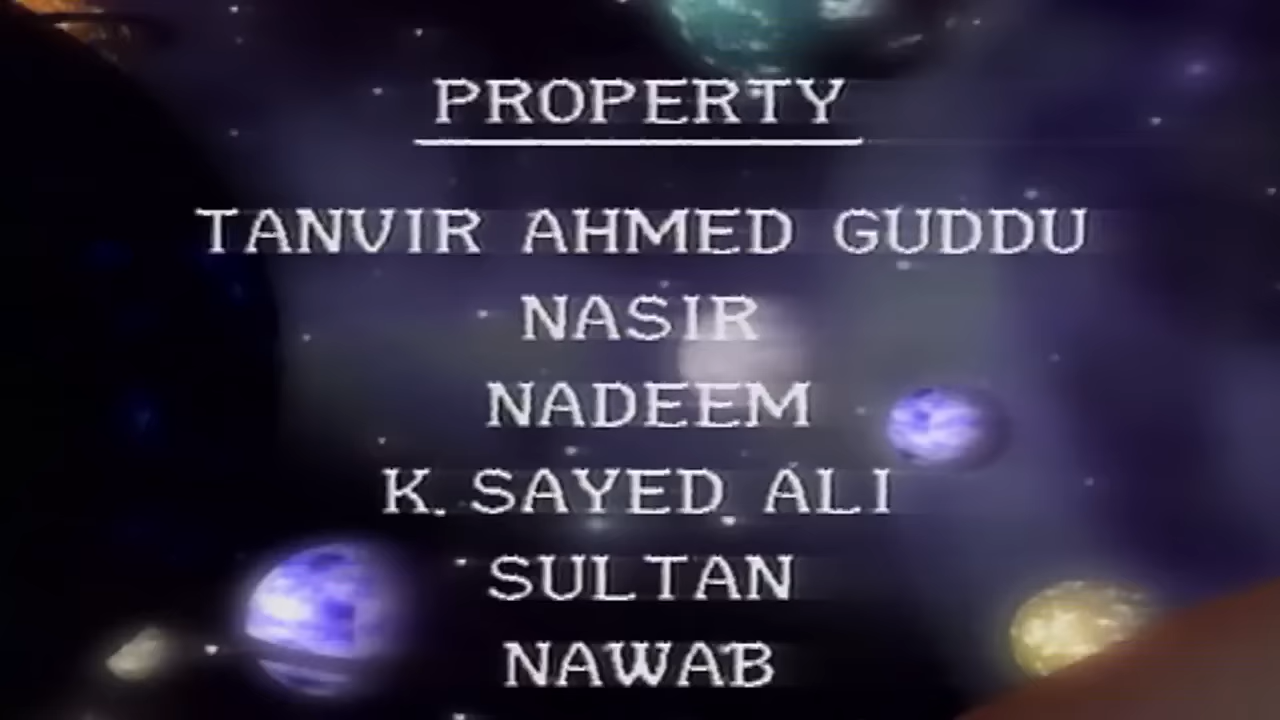 PROPERTY
TANVIR AHMED GUDDU
NASIR
NADEEM
K. SAYED ALI
SULTAN
NAWAB